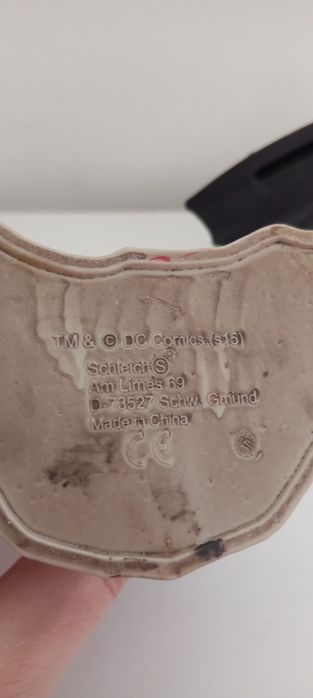 TM & © DC Comics (s15)
Schleich Ⓢ
Am Limes 69
D-73527 Schw. Gmünd
Made in China
CE